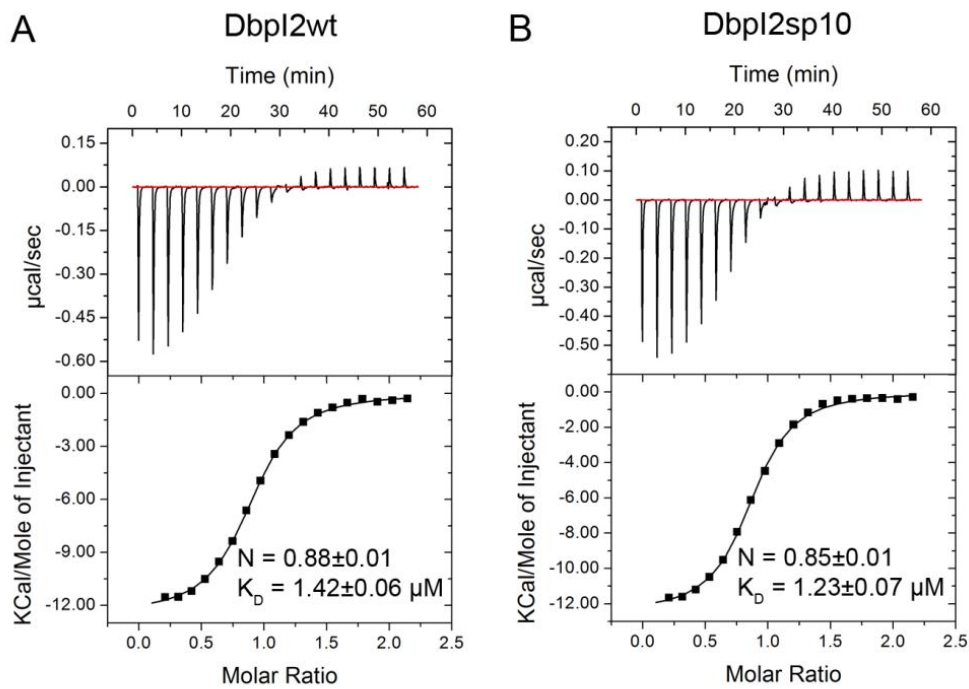 A
DbpI2wt
Time (min)
0 10 20 30 40 50 60
0.15
0.00
-0.15
-0.30
-0.45
-0.60
µcal/sec
0.00
-3.00
-6.00
-9.00
-12.00
KCal/Mole of Injectant
N = 0.88±0.01
K_D = 1.42±0.06 µM
0.0 0.5 1.0 1.5 2.0 2.5
Molar Ratio
B
DbpI2sp10
Time (min)
0 10 20 30 40 50 60
0.20
0.10
0.00
-0.10
-0.20
-0.30
-0.40
-0.50
µcal/sec
0.00
-2.00
-4.00
-6.00
-8.00
-10.00
-12.00
KCal/Mole of Injectant
N = 0.85±0.01
K_D = 1.23±0.07 µM
0.0 0.5 1.0 1.5 2.0 2.5
Molar Ratio